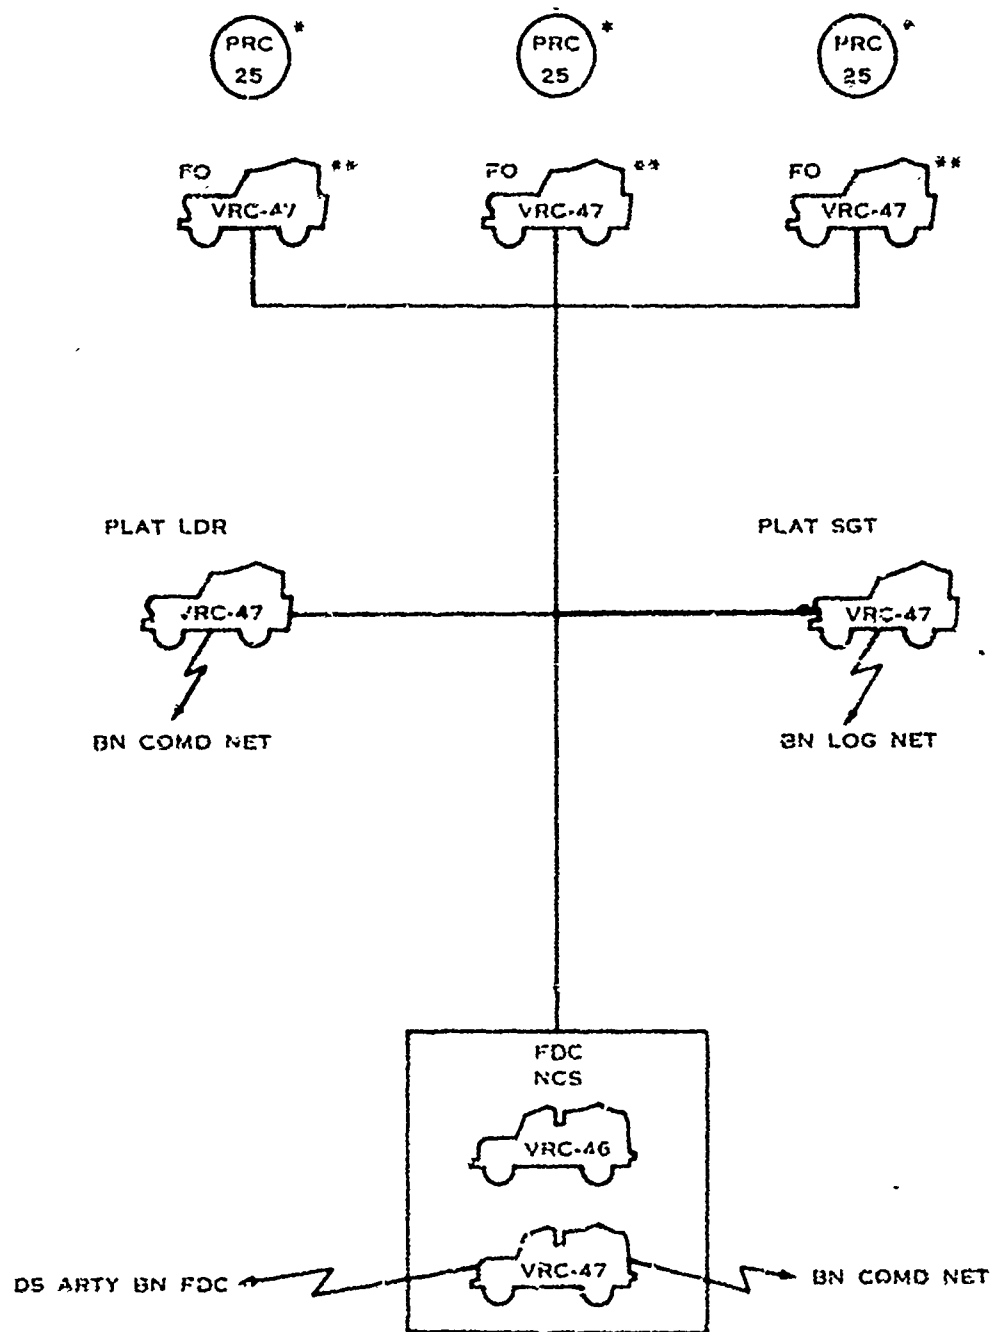 PRC * PRC * PRC *
25 25 25
FO ** FO ** FO **
VRC-47 VRC-47 VRC-47
PLAT LDR PLAT SGT
VRC-47 VRC-47
BN COMD NET BN LOG NET
FDC
NCS
VRC-46
VRC-47
DS ARTY BN FDC BN COMD NET